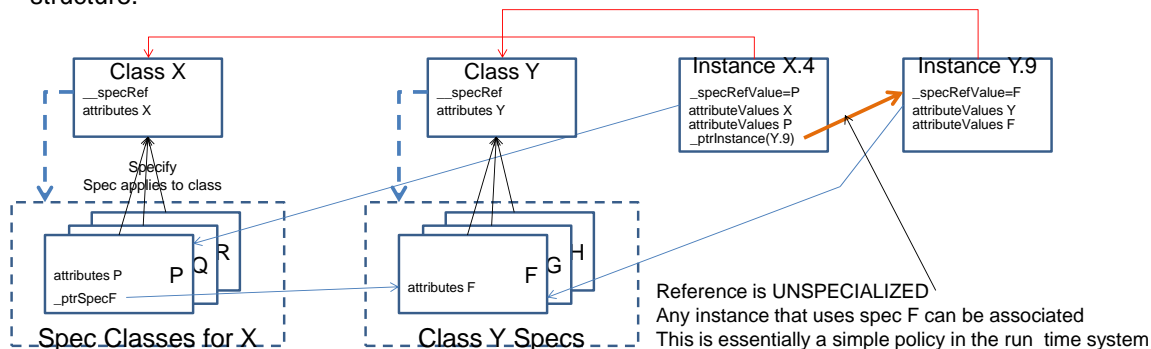 structure.
Class X
__specRef
attributes X
Class Y
__specRef
attributes Y
Instance X.4
_specRefValue=P
attributeValues X
attributeValues P
_ptrInstance(Y.9)
Instance Y.9
_specRefValue=F
attributeValues Y
attributeValues F
Specify
Spec applies to class
attributes P
_ptrSpecF
P
Q
R
attributes F
F
G
H
Spec Classes for X
Class Y Specs
Reference is UNSPECIALIZED
Any instance that uses spec F can be associated
This is essentially a simple policy in the run time system